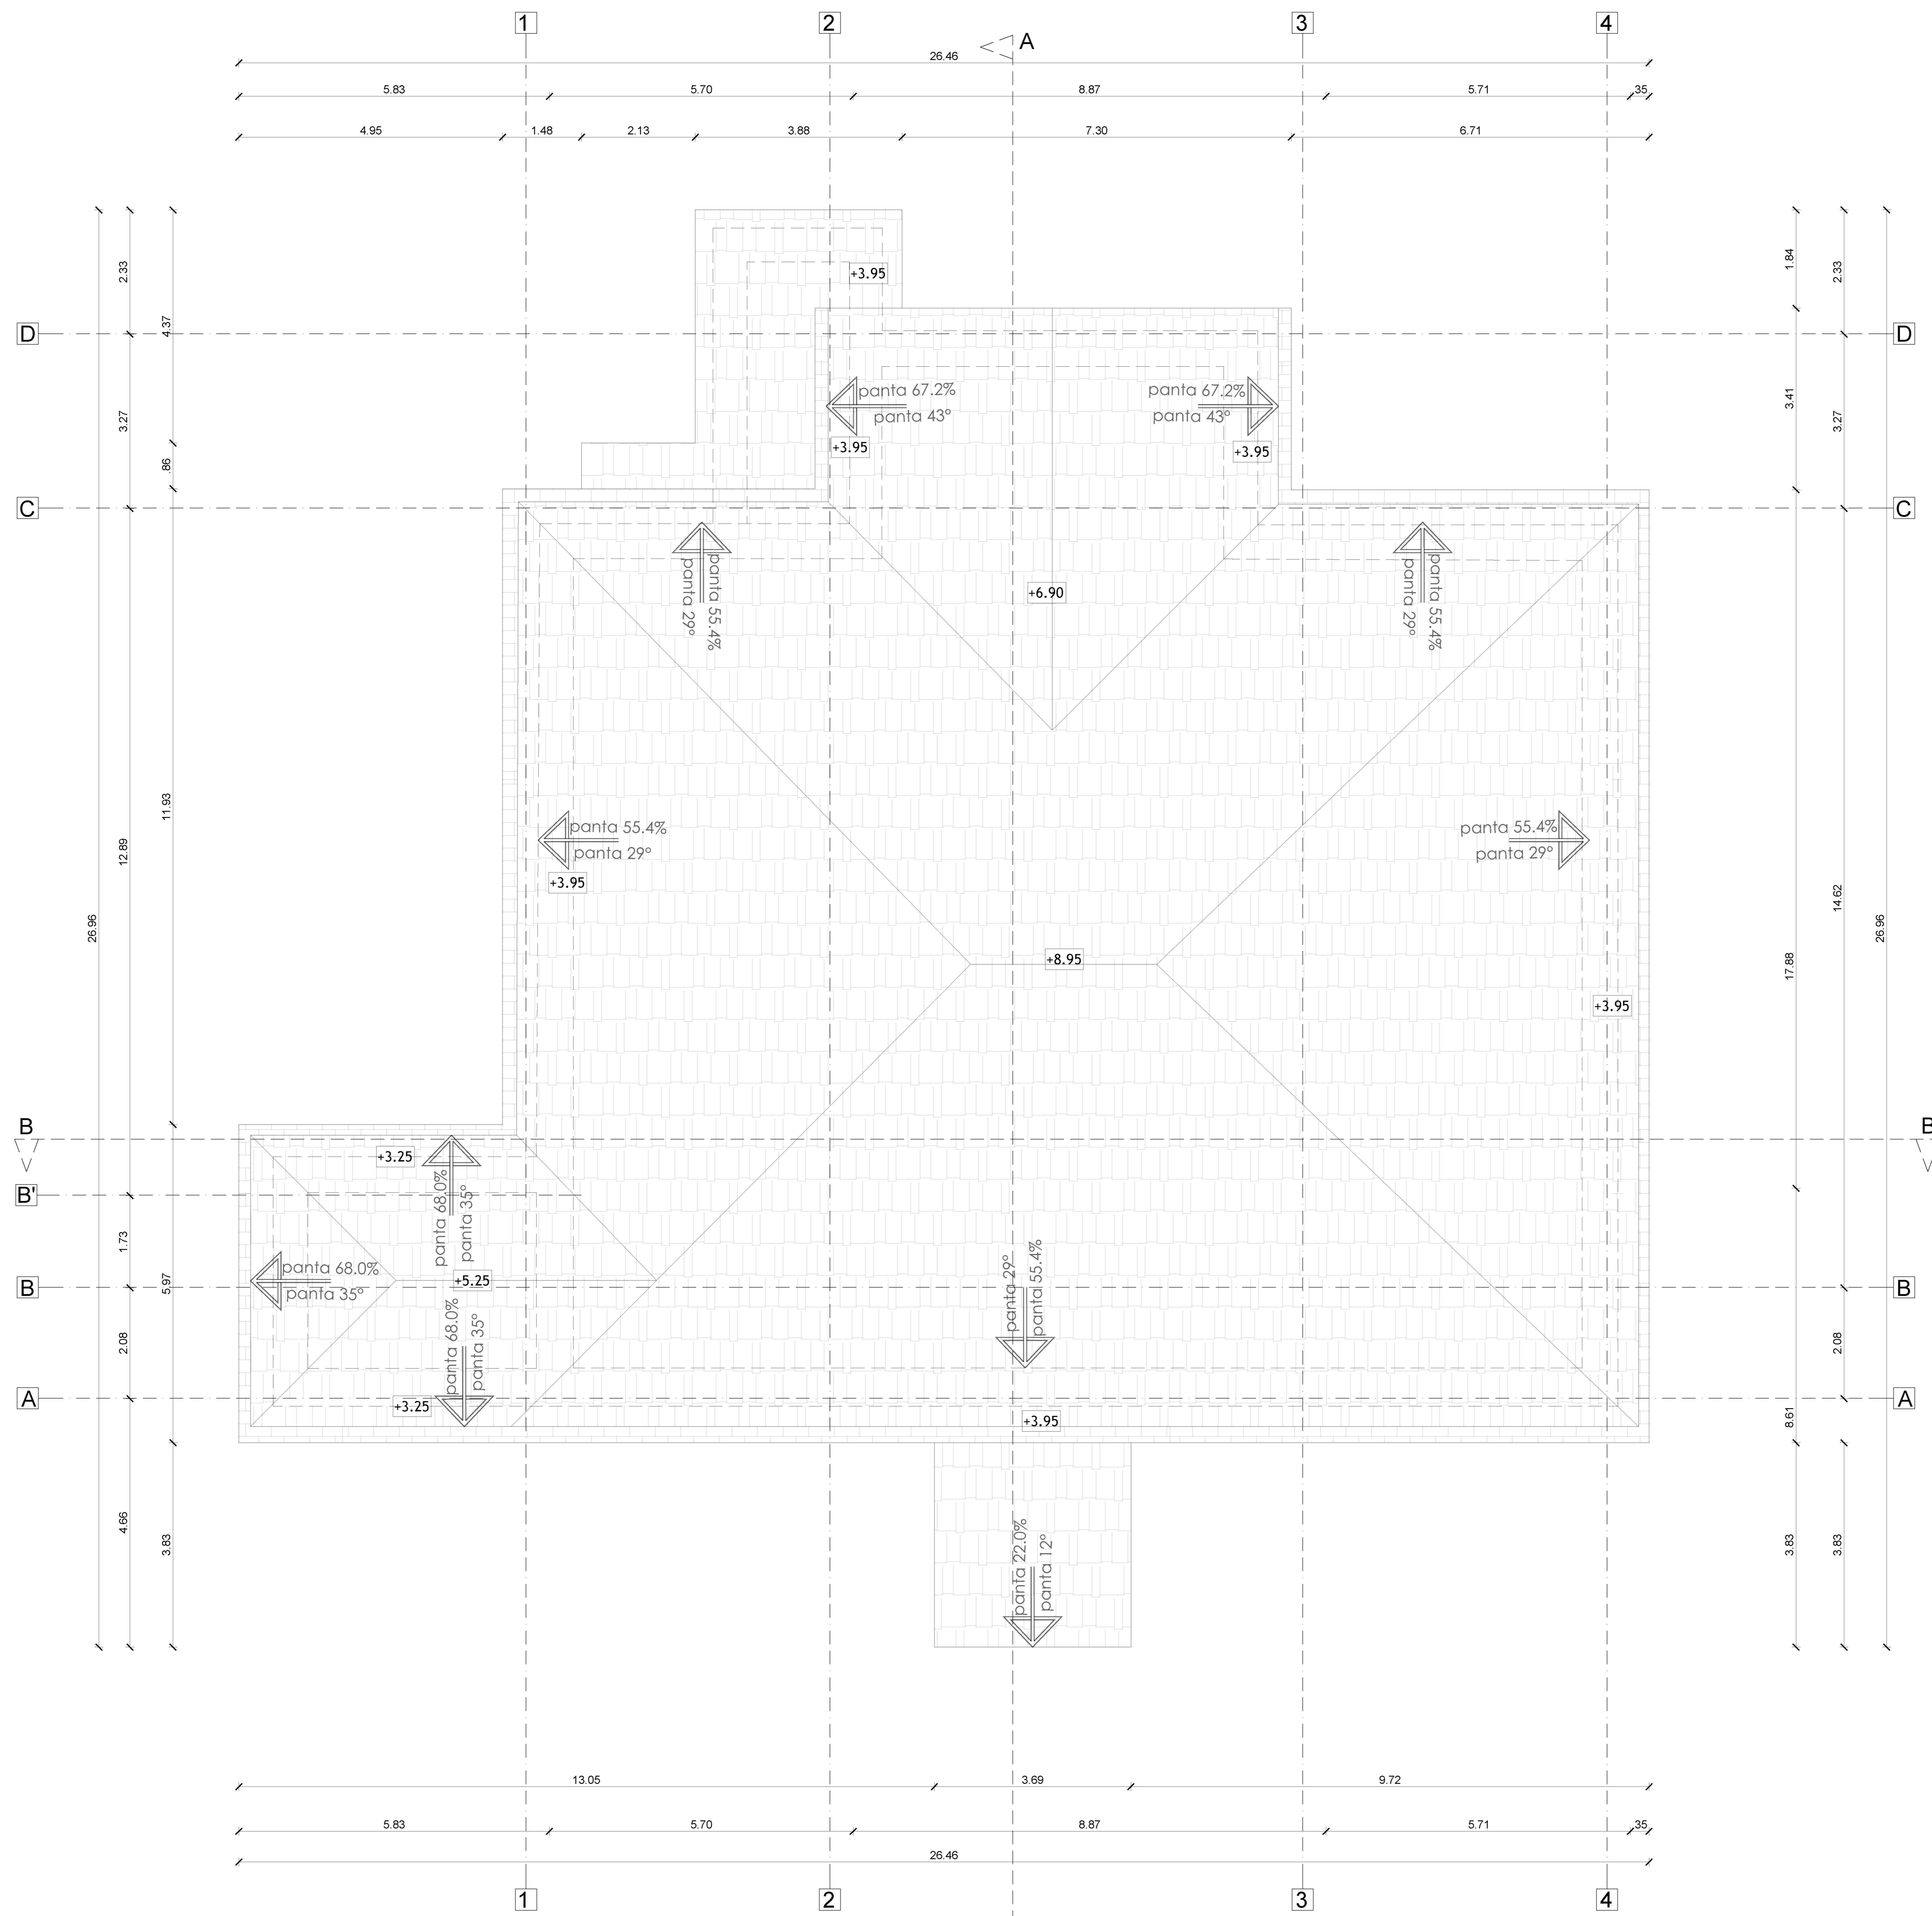 1 2 3 4
A
26.46
5.83 5.70 8.87 5.71 35
4.95 1.48 2.13 3.88 7.30 6.71
2.33
4.37
1.84
2.33
+3.95
D
D
panta 67.2%
panta 43°
panta 67.2%
panta 43°
3.27
3.41
3.27
+3.95
+3.95
.86
C
C
panta 55.4%
panta 29°
panta 55.4%
panta 29°
+6.90
11.93
12.89
panta 55.4%
panta 29°
+3.95
panta 55.4%
panta 29°
14.62
26.96
26.96
+8.95
17.88
+3.95
B
B
+3.25
B'
panta 68.0%
panta 35°
1.73
5.97
panta 68.0%
panta 35°
+5.25
B
B
panta 29°
panta 55.4%
panta 68.0%
panta 35°
2.08
2.08
A
A
+3.25
+3.95
8.61
4.66
3.83
panta 22.0%
panta 12°
3.83
3.83
13.05 3.69 9.72
5.83 5.70 8.87 5.71 35
26.46
1 2 3 4